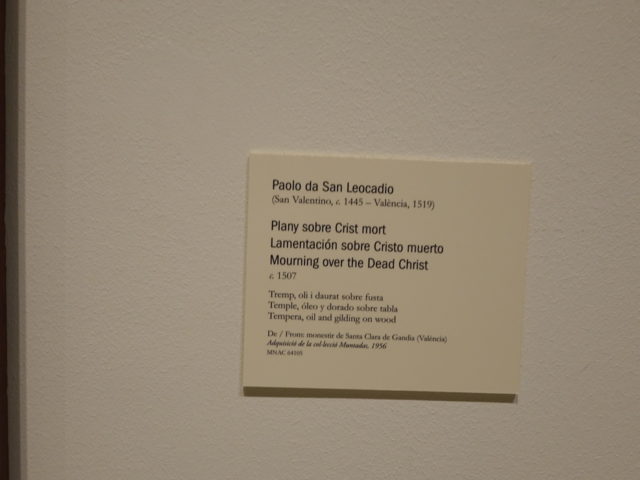 Paolo da San Leocadio
(San Valentino, c. 1445 – València, 1519)
Plany sobre Crist mort
Lamentación sobre Cristo muerto
Mourning over the Dead Christ
c. 1507
Tremp, oli i daurat sobre fusta
Temple, óleo y dorado sobre tabla
Tempera, oil and gilding on wood
De / From: monestir de Santa Clara de Gandia (València)
Adquisició de la col·lecció Muntadas, 1956
MNAC 64105